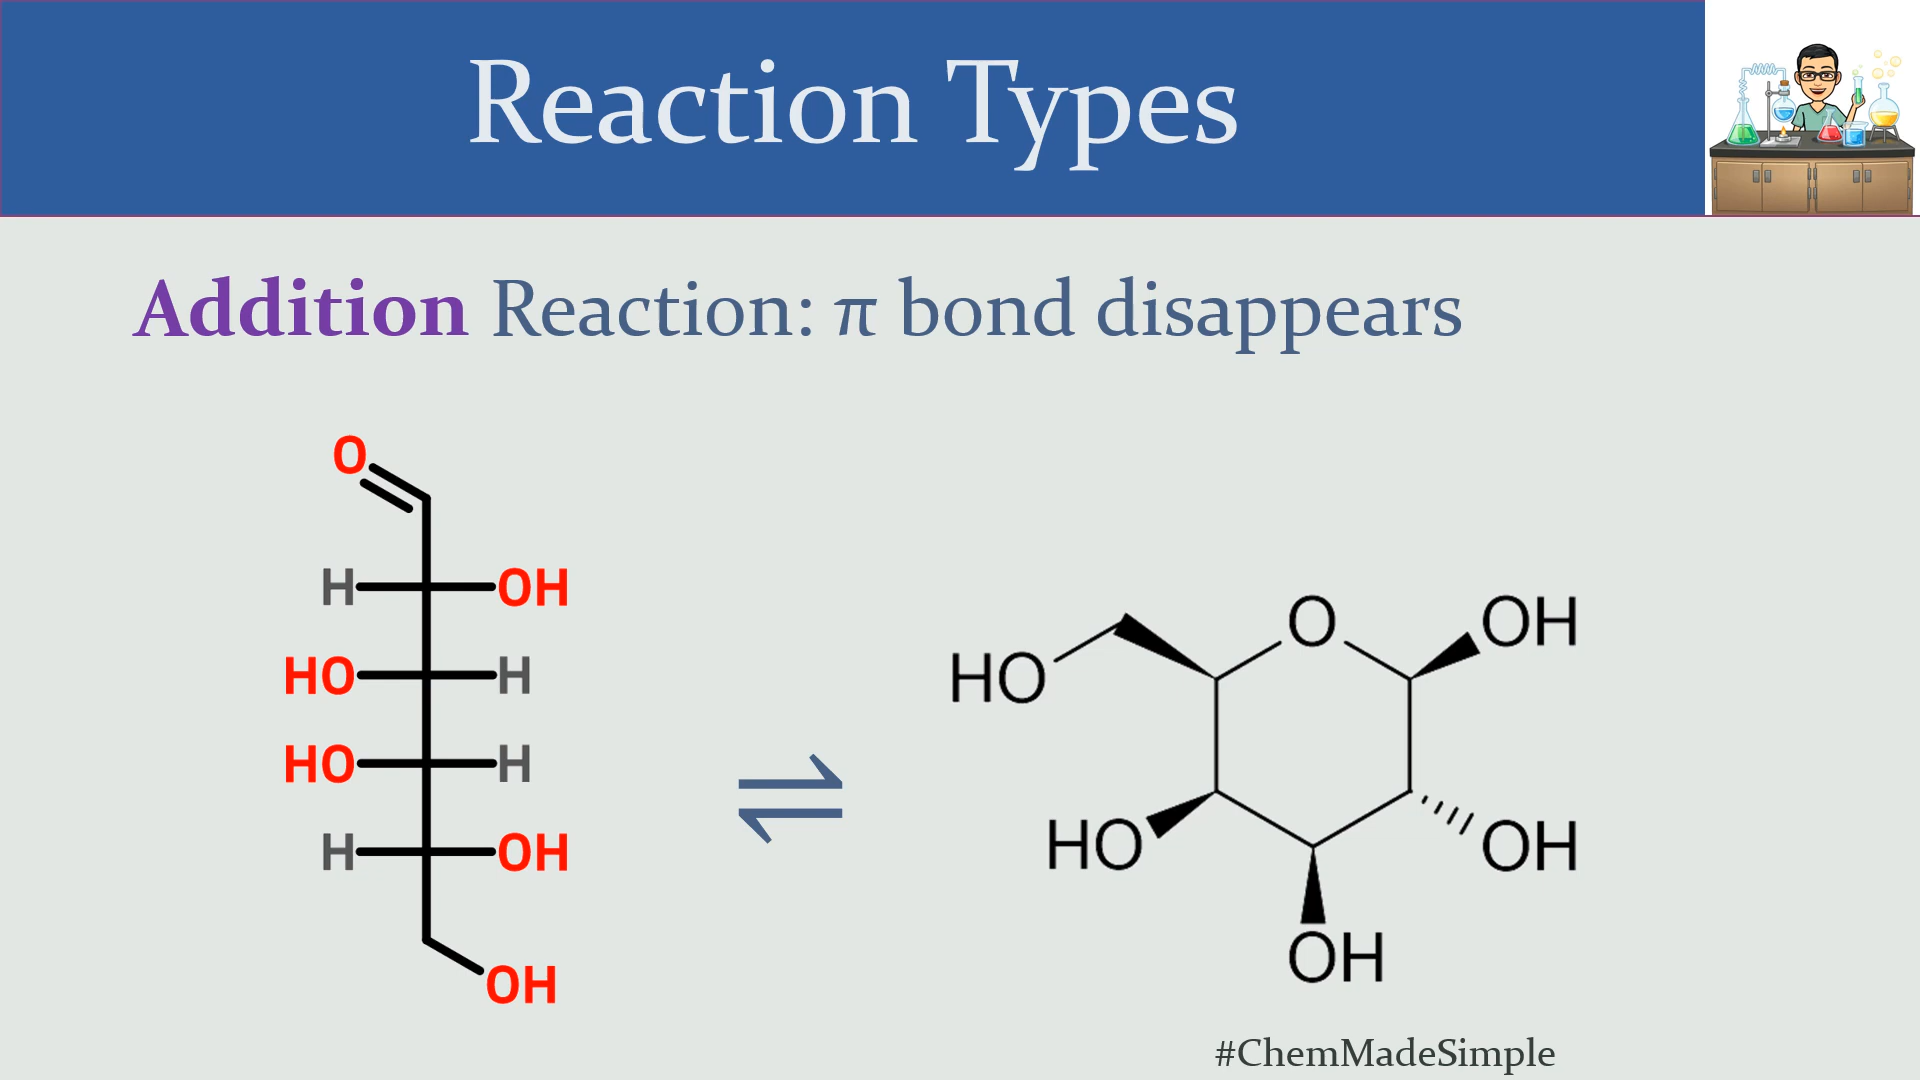 Reaction Types
Addition Reaction: π bond disappears
O
H OH
HO H
HO H
H OH
OH
O OH
HO
HO OH
OH
#ChemMadeSimple